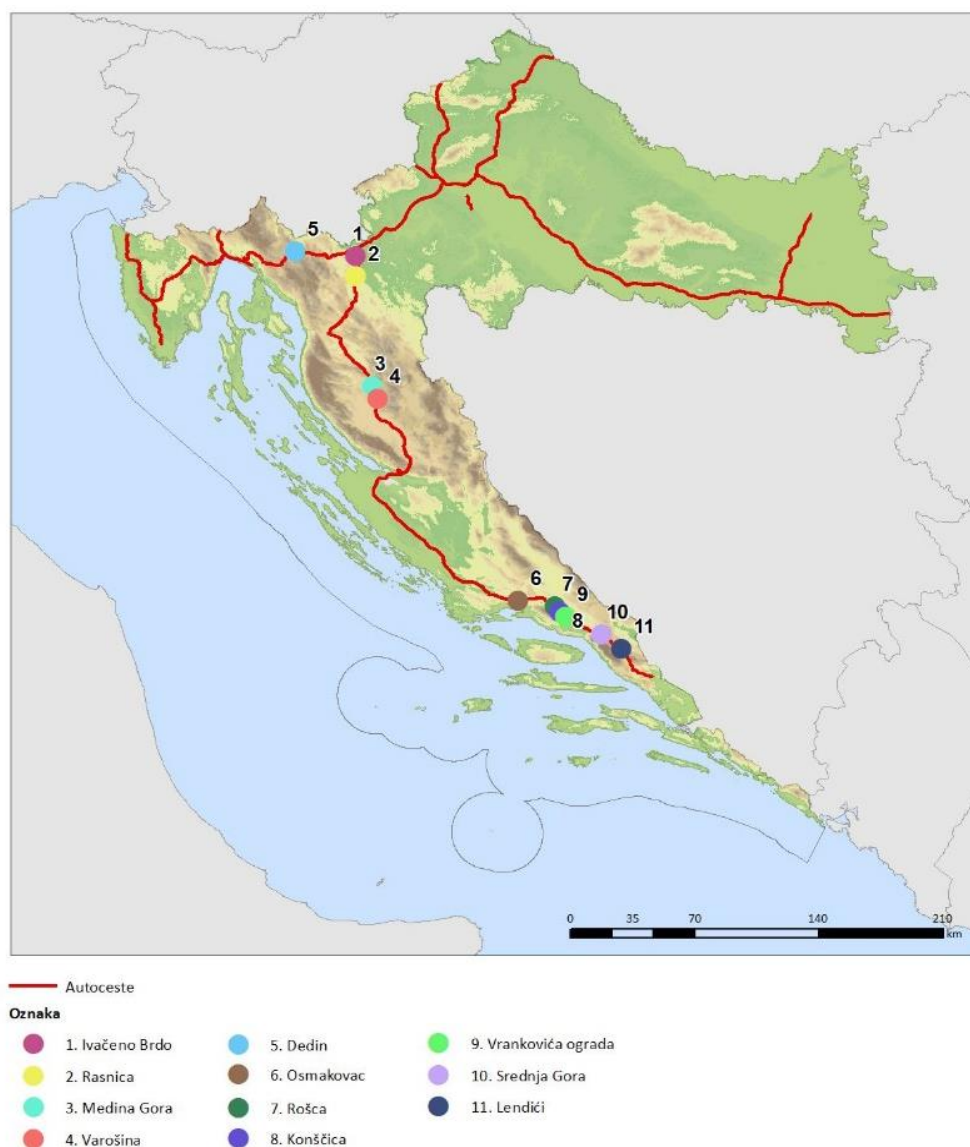 5
1
2
3
4
6
7
9
8
10
11
0
35
70
140
210
km
Autoceste
Oznaka
1. Ivačeno Brdo
2. Rasnica
3. Medina Gora
4. Varošina
5. Dedin
6. Osmakovac
7. Rošca
8. Konščica
9. Vrankovića ograda
10. Srednja Gora
11. Lendići